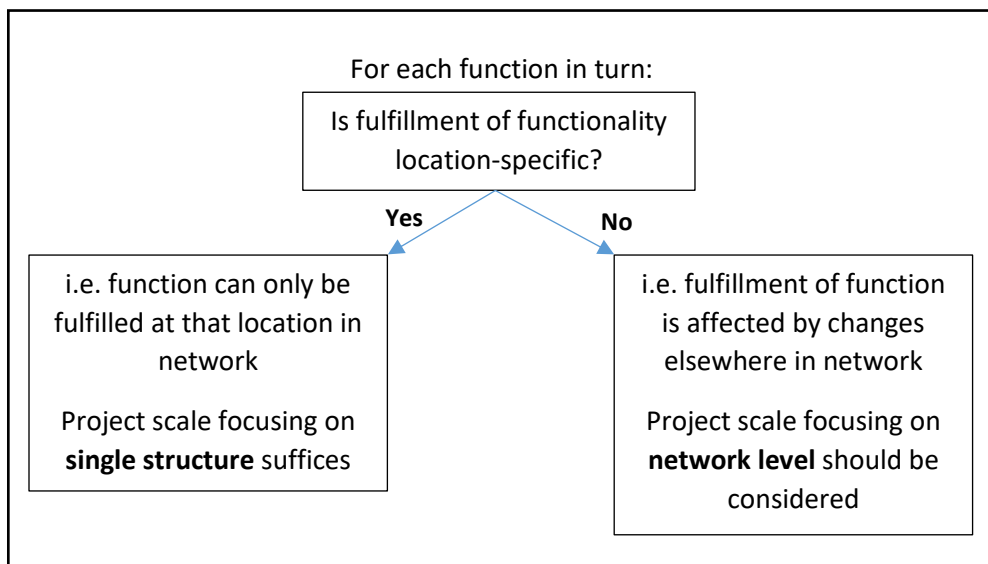 For each function in turn:
Is fulfillment of functionality
location-specific?
Yes
No
i.e. function can only be
fulfilled at that location in
network
Project scale focusing on
single structure suffices
i.e. fulfillment of function
is affected by changes
elsewhere in network
Project scale focusing on
network level should be
considered